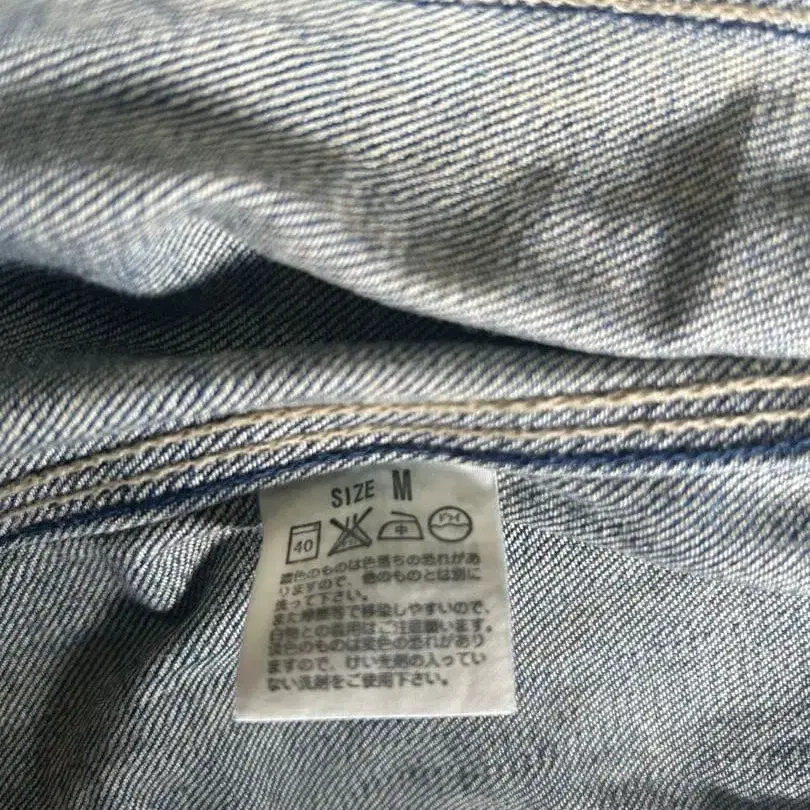 SIZE M
40 中 ドライ
濃色のものは色落ちの恐れがあ
りますので、他のものとは別に
洗って下さい。
また摩擦等で移染しやすいので、
白物との着用はご注意願います。
淡色のものは変色の恐れがあり
ますので、けい光剤の入ってい
ない洗剤をご使用下さい。